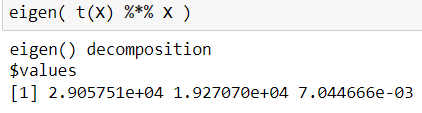 eigen( t(X) %*% X )
eigen() decomposition
$values
[1] 2.905751e+04 1.927070e+04 7.044666e-03